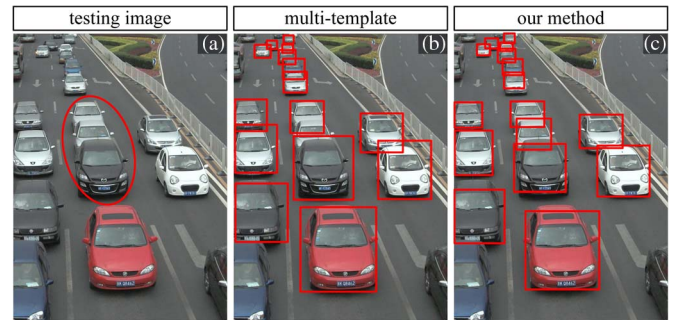 testing image
multi-template
our method
(a)
(b)
(c)